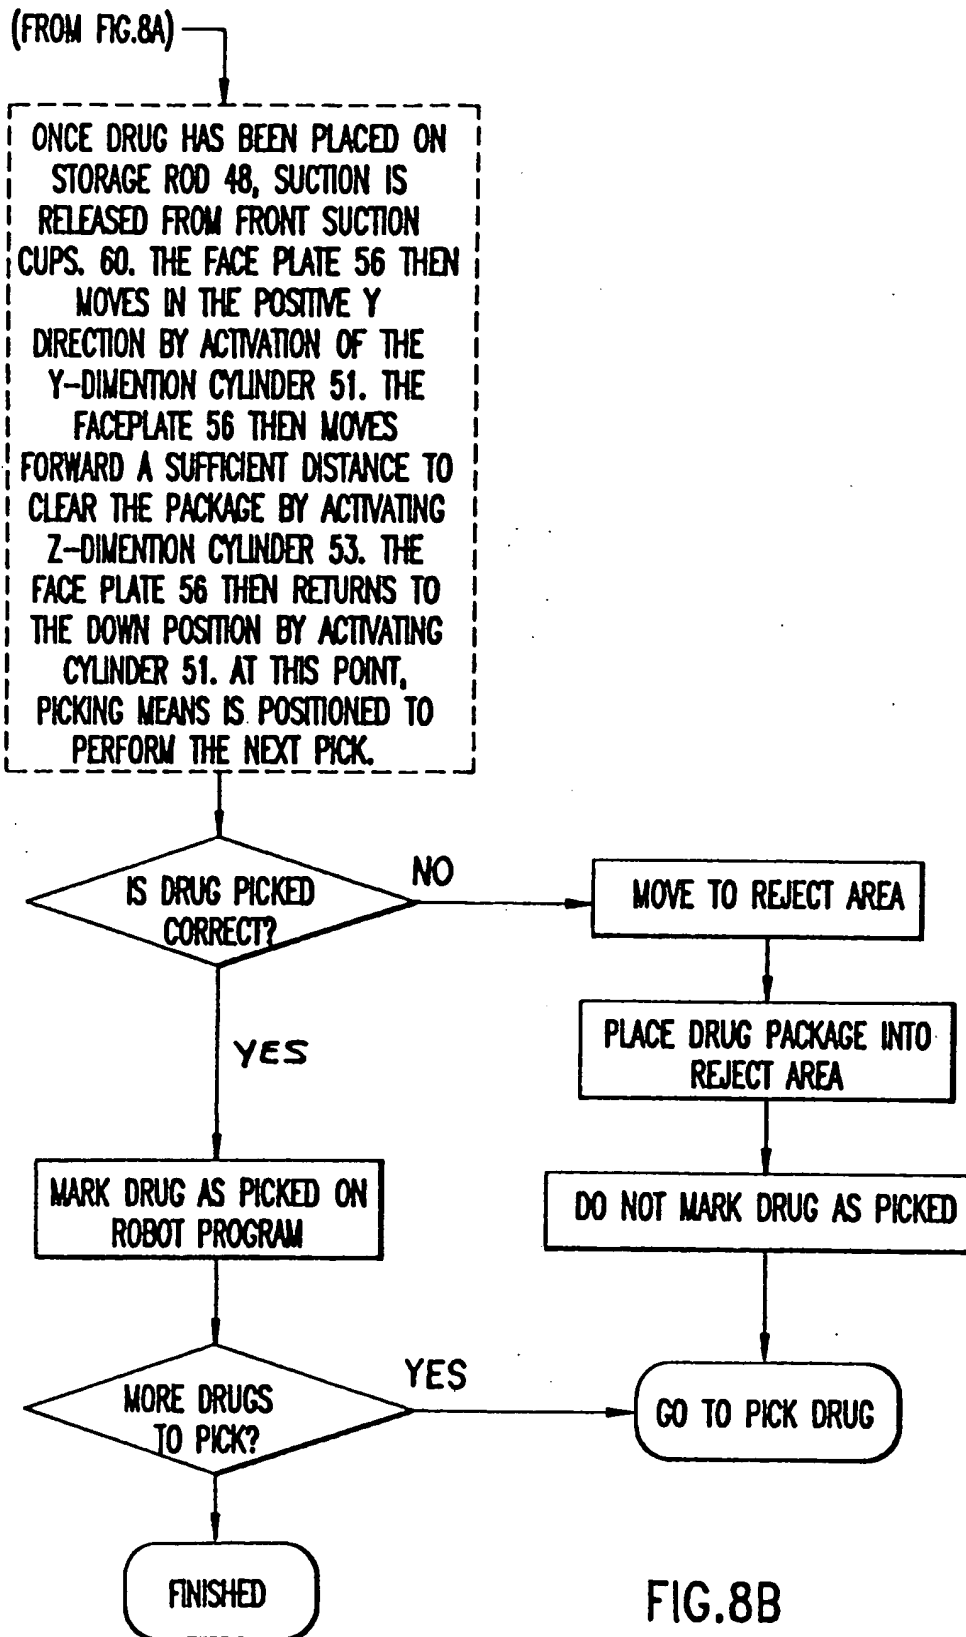 (FROM FIG.8A)
ONCE DRUG HAS BEEN PLACED ON
STORAGE ROD 48, SUCTION IS
RELEASED FROM FRONT SUCTION
CUPS. 60. THE FACE PLATE 56 THEN
MOVES IN THE POSITIVE Y
DIRECTION BY ACTIVATION OF THE
Y-DIMENTION CYLINDER 51. THE
FACEPLATE 56 THEN MOVES
FORWARD A SUFFICIENT DISTANCE TO
CLEAR THE PACKAGE BY ACTIVATING
Z-DIMENTION CYLINDER 53. THE
FACE PLATE 56 THEN RETURNS TO
THE DOWN POSITION BY ACTIVATING
CYLINDER 51. AT THIS POINT,
PICKING MEANS IS POSITIONED TO
PERFORM THE NEXT PICK.
IS DRUG PICKED
CORRECT?
NO
MOVE TO REJECT AREA
PLACE DRUG PACKAGE INTO
REJECT AREA
YES
MARK DRUG AS PICKED ON
ROBOT PROGRAM
DO NOT MARK DRUG AS PICKED
MORE DRUGS
TO PICK?
YES
GO TO PICK DRUG
FINISHED
FIG.8B